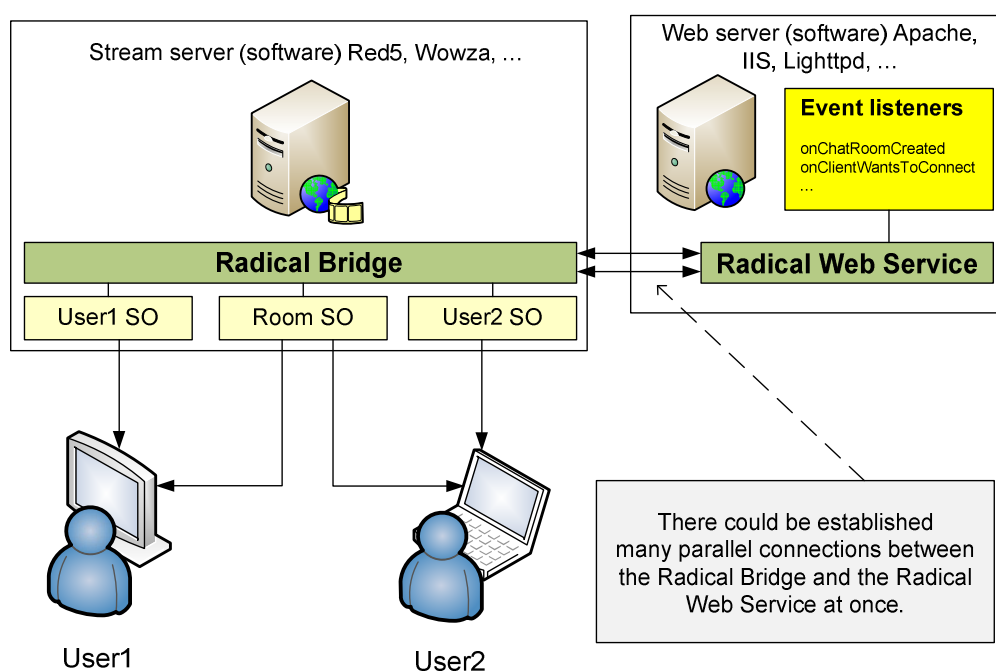 Stream server (software) Red5, Wowza, ...
Web server (software) Apache,
IIS, Lighttpd, ...
Event listeners
onChatRoomCreated
onClientWantsToConnect
...
Radical Bridge
Radical Web Service
User1 SO
Room SO
User2 SO
There could be established
many parallel connections between
the Radical Bridge and the Radical
Web Service at once.
User1
User2